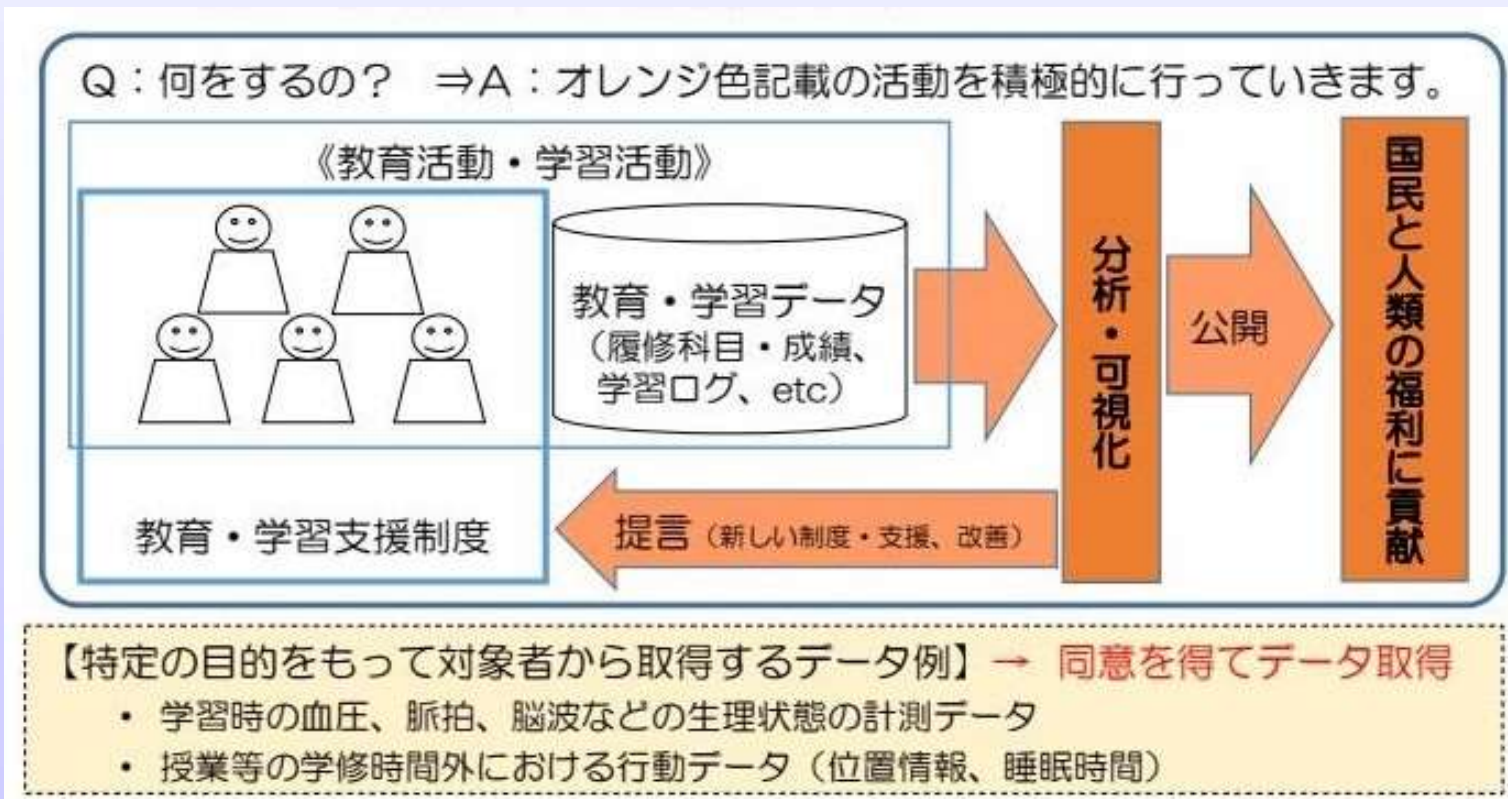 Q：何をするの？　⇒A：オレンジ色記載の活動を積極的に行っていきます。
《教育活動・学習活動》
教育・学習データ
（履修科目・成績、
学習ログ、etc）
教育・学習支援制度
提言（新しい制度・支援、改善）
分析・可視化
公開
国民と人類の福利に貢献
【特定の目的をもって対象者から取得するデータ例】→ 同意を得てデータ取得
・ 学習時の血圧、脈拍、脳波などの生理状態の計測データ
・ 授業等の学修時間外における行動データ（位置情報、睡眠時間）